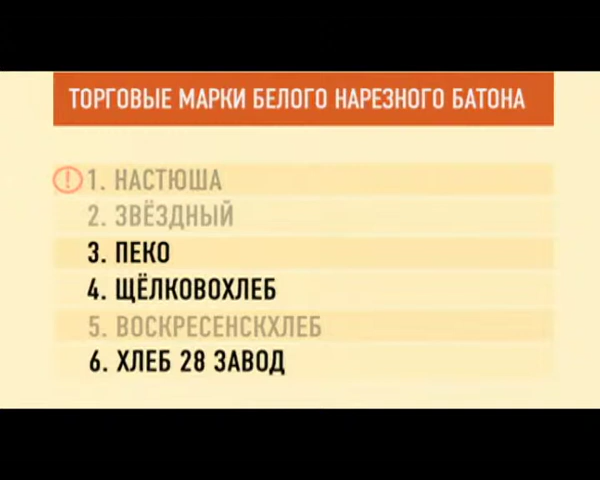 ТОРГОВЫЕ МАРКИ БЕЛОГО НАРЕЗНОГО БАТОНА
! 1. НАСТЮША
2. ЗВЁЗДНЫЙ
3. ПЕКО
4. ЩЁЛКОВОХЛЕБ
5. ВОСКРЕСЕНСКХЛЕБ
6. ХЛЕБ 28 ЗАВОД